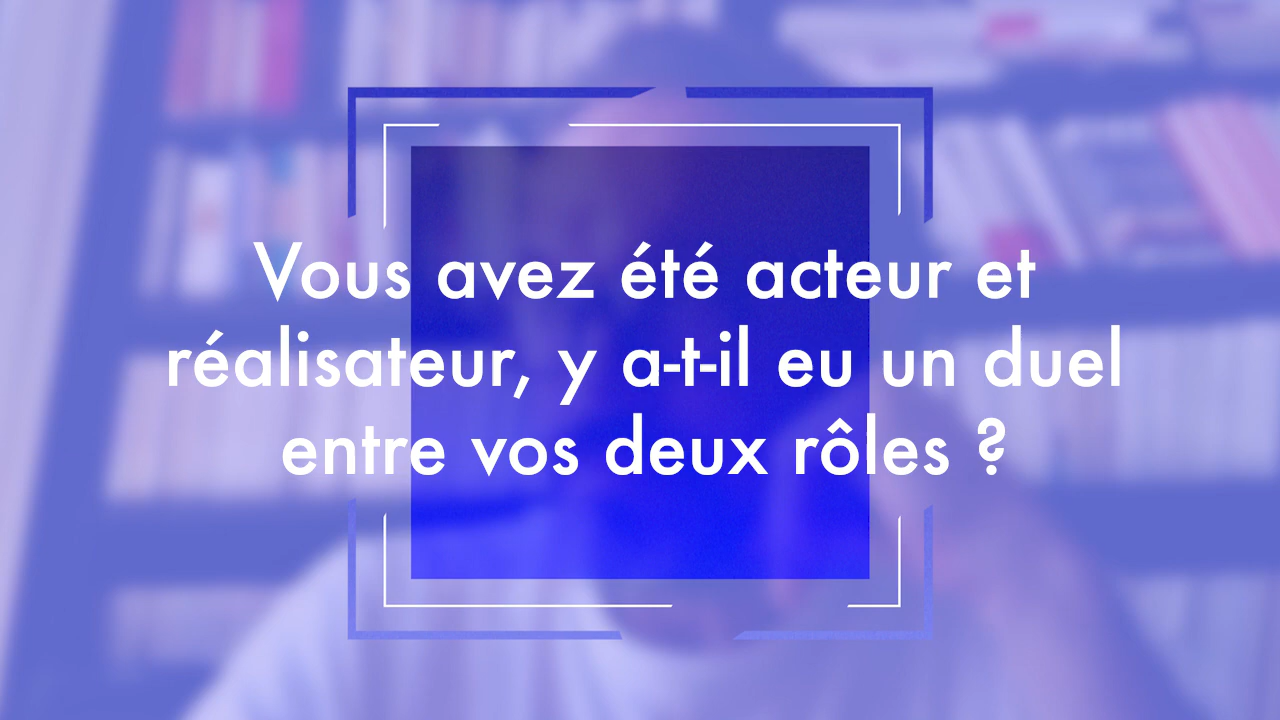 Vous avez été acteur et
réalisateur, y a-t-il eu un duel
entre vos deux rôles ?